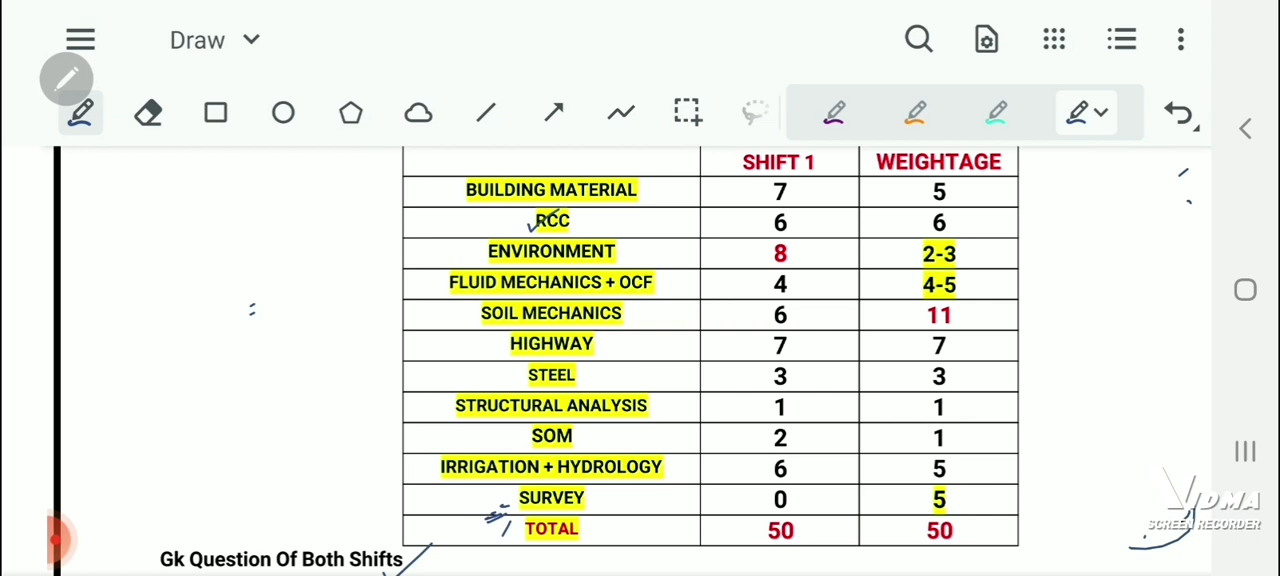 Draw
SHIFT 1 WEIGHTAGE
BUILDING MATERIAL 7 5
RCC 6 6
ENVIRONMENT 8 2-3
FLUID MECHANICS + OCF 4 4-5
SOIL MECHANICS 6 11
HIGHWAY 7 7
STEEL 3 3
STRUCTURAL ANALYSIS 1 1
SOM 2 1
IRRIGATION + HYDROLOGY 6 5
SURVEY 0 5
TOTAL 50 50
Gk Question Of Both Shifts
VIDMA
SCREEN RECORDER